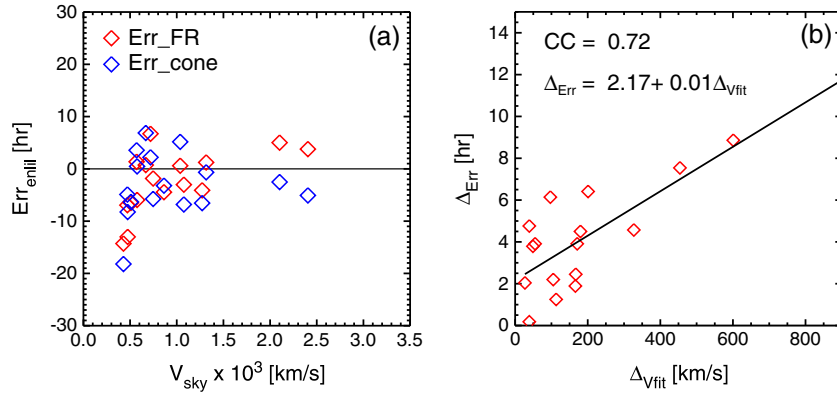 (a)
Err_FR
Err_cone
30
20
10
0
-10
-20
-30
Err_enlil [hr]
0.0 0.5 1.0 1.5 2.0 2.5 3.0 3.5
V_sky x 10^3 [km/s]
(b)
CC = 0.72
Δ_Err = 2.17+ 0.01Δ_Vfit
14
12
10
8
6
4
2
0
Δ_Err [hr]
0 200 400 600 800
Δ_Vfit [km/s]